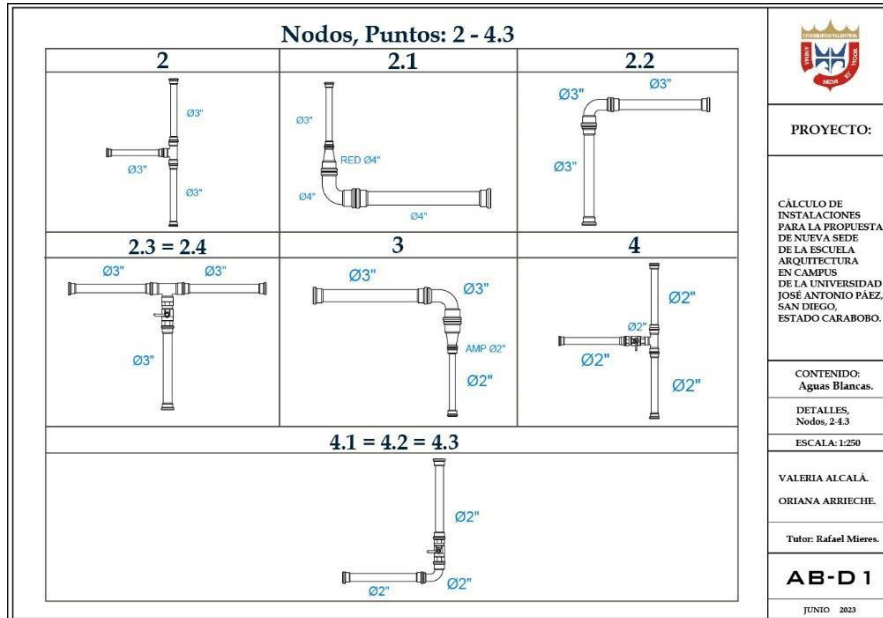 Nodos, Puntos: 2 - 4.3
2
2.1
2.2
Ø3"
Ø3"
Ø3"
Ø3"
RED Ø4"
Ø4"
Ø4"
Ø3"
Ø3"
Ø3"
2.3 = 2.4
3
4
Ø3"
Ø3"
Ø3"
Ø3"
Ø3"
AMP Ø2"
Ø2"
Ø2"
Ø2"
Ø2"
Ø2"
4.1 = 4.2 = 4.3
Ø2"
Ø2"
Ø2"
PROYECTO:
CÁLCULO DE
INSTALACIONES
PARA LA PROPUESTA
DE NUEVA SEDE
DE LA ESCUELA
ARQUITECTURA
EN CAMPUS
DE LA UNIVERSIDAD
JOSÉ ANTONIO PÁEZ,
SAN DIEGO,
ESTADO CARABOBO.
CONTENIDO:
Aguas Blancas.
DETALLES,
Nodos, 2-4.3
ESCALA: 1:250
VALERIA ALCALÁ.
ORIANA ARRIECHE.
Tutor: Rafael Mieres.
AB-D 1
JUNIO 2023